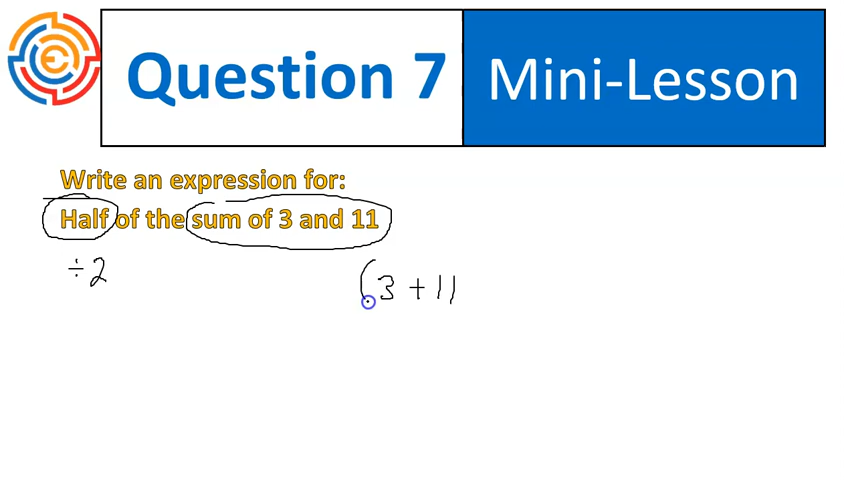 Question 7
Mini-Lesson
Write an expression for:
Half of the sum of 3 and 11
÷2
(3 + 11